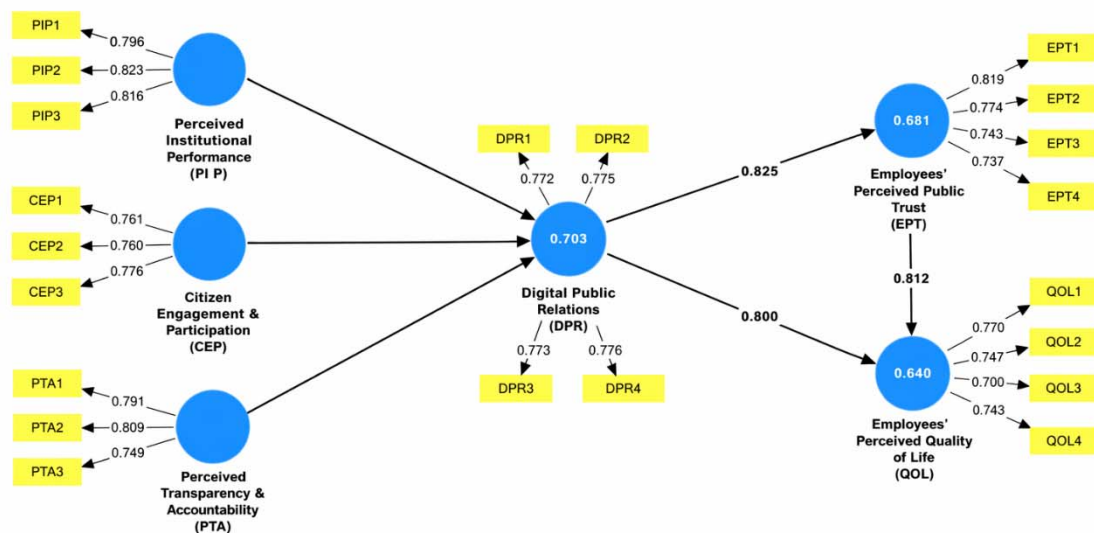 PIP1
0.796
PIP2
0.823
PIP3
0.816
Perceived
Institutional
Performance
(PI P)
CEP1
0.761
CEP2
0.760
CEP3
0.776
Citizen
Engagement &
Participation
(CEP)
PTA1
0.791
PTA2
0.809
PTA3
0.749
Perceived
Transparency &
Accountability
(PTA)
DPR1
DPR2
0.772
0.775
0.703
Digital Public
Relations
(DPR)
0.773
0.776
DPR3
DPR4
0.825
0.800
0.681
Employees'
Perceived Public
Trust
(EPT)
0.819
EPT1
0.774
EPT2
0.743
EPT3
0.737
EPT4
0.812
0.640
Employees'
Perceived Quality
of Life
(QOL)
0.770
QOL1
0.747
QOL2
0.700
QOL3
0.743
QOL4